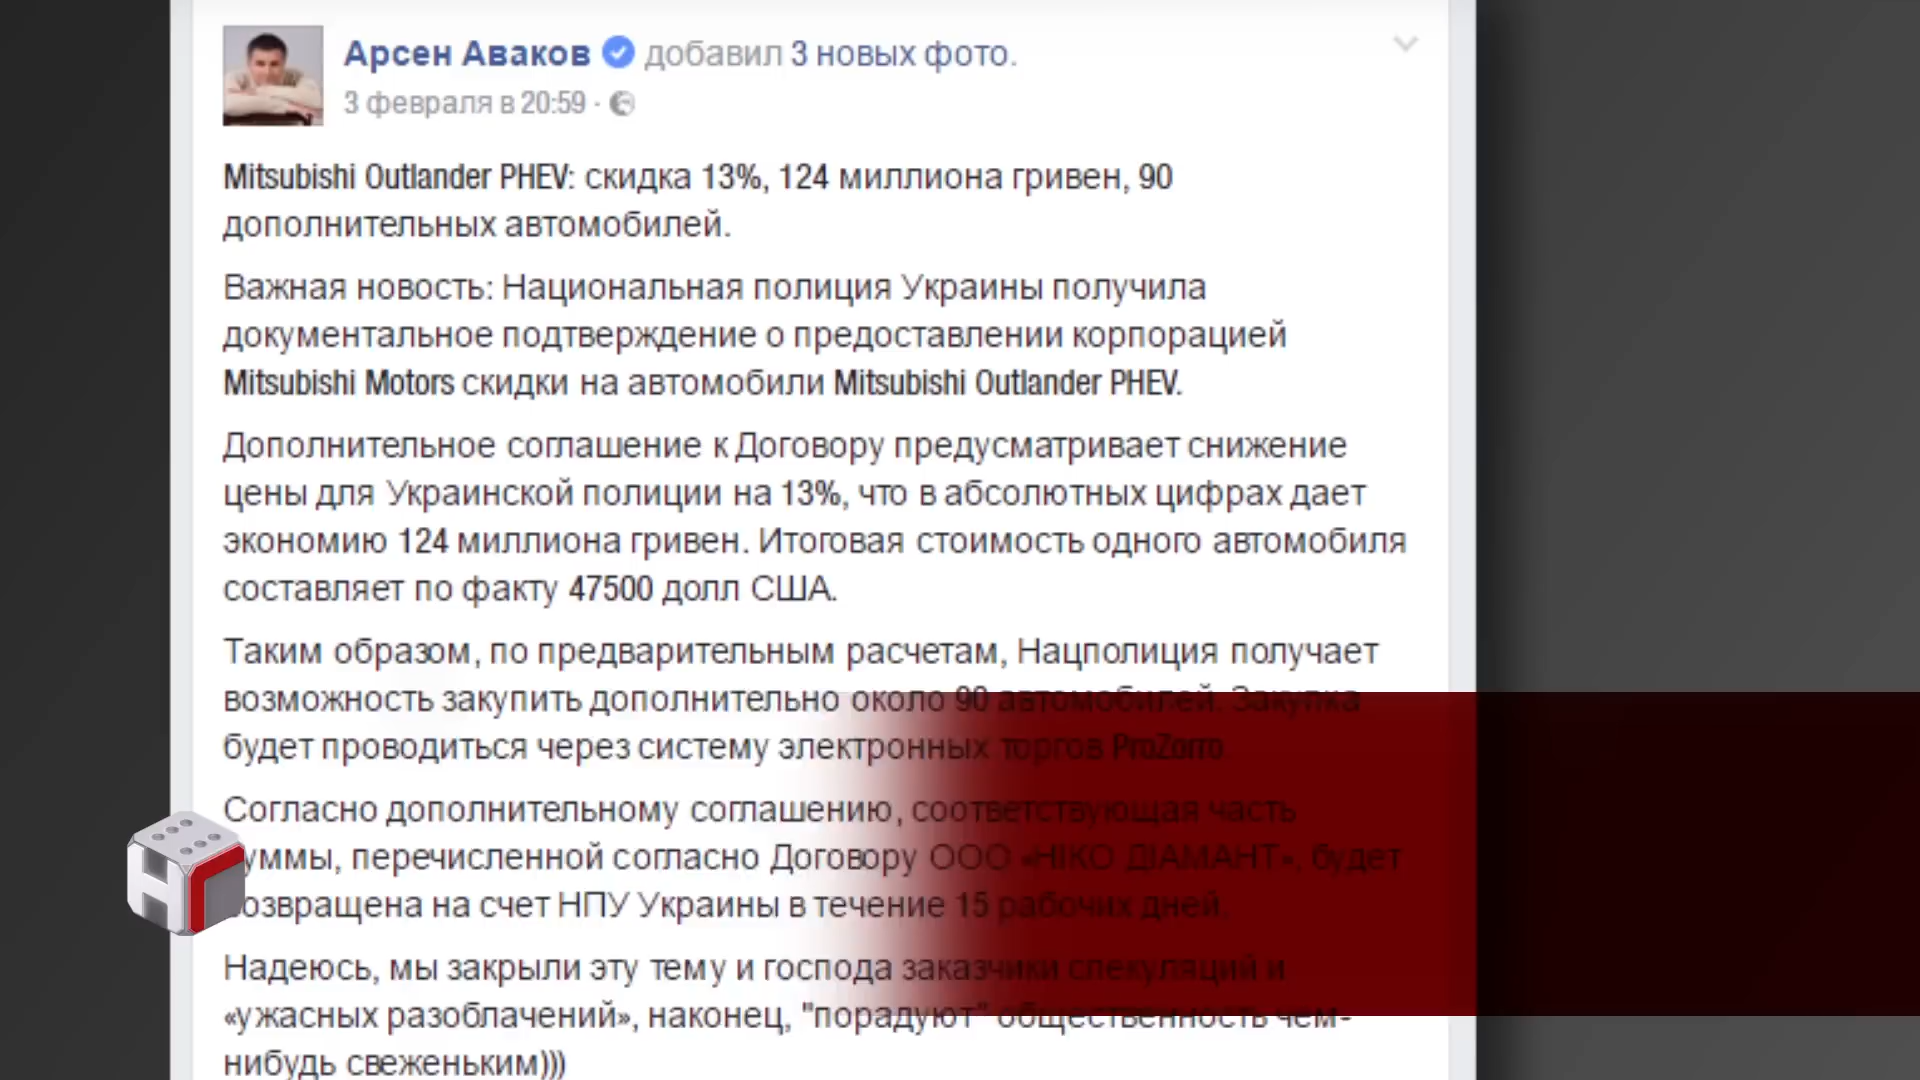 Арсен Аваков добавил 3 новых фото.
3 февраля в 20:59 ·
Mitsubishi Outlander PHEV: скидка 13%, 124 миллиона гривен, 90
дополнительных автомобилей.
Важная новость: Национальная полиция Украины получила
документальное подтверждение о предоставлении корпорацией
Mitsubishi Motors скидки на автомобили Mitsubishi Outlander PHEV.
Дополнительное соглашение к Договору предусматривает снижение
цены для Украинской полиции на 13%, что в абсолютных цифрах дает
экономию 124 миллиона гривен. Итоговая стоимость одного автомобиля
составляет по факту 47500 долл США.
Таким образом, по предварительным расчетам, Нацполиция получает
возможность закупить дополнительно около 90 автомобилей. Закупка
будет проводиться через систему электронных торгов ProZorro
Согласно дополнительному соглашению, соответствующая часть
уммы, перечисленной согласно Договору ООО «НІКО ДІАМАНТ», будет
озвращена на счет НПУ Украины в течение 15 рабочих дней.
Надеюсь, мы закрыли эту тему и господа заказчики спекуляций и
«ужасных разоблачений», наконец, "порадуют" общественность чем-
нибудь свеженьким)))